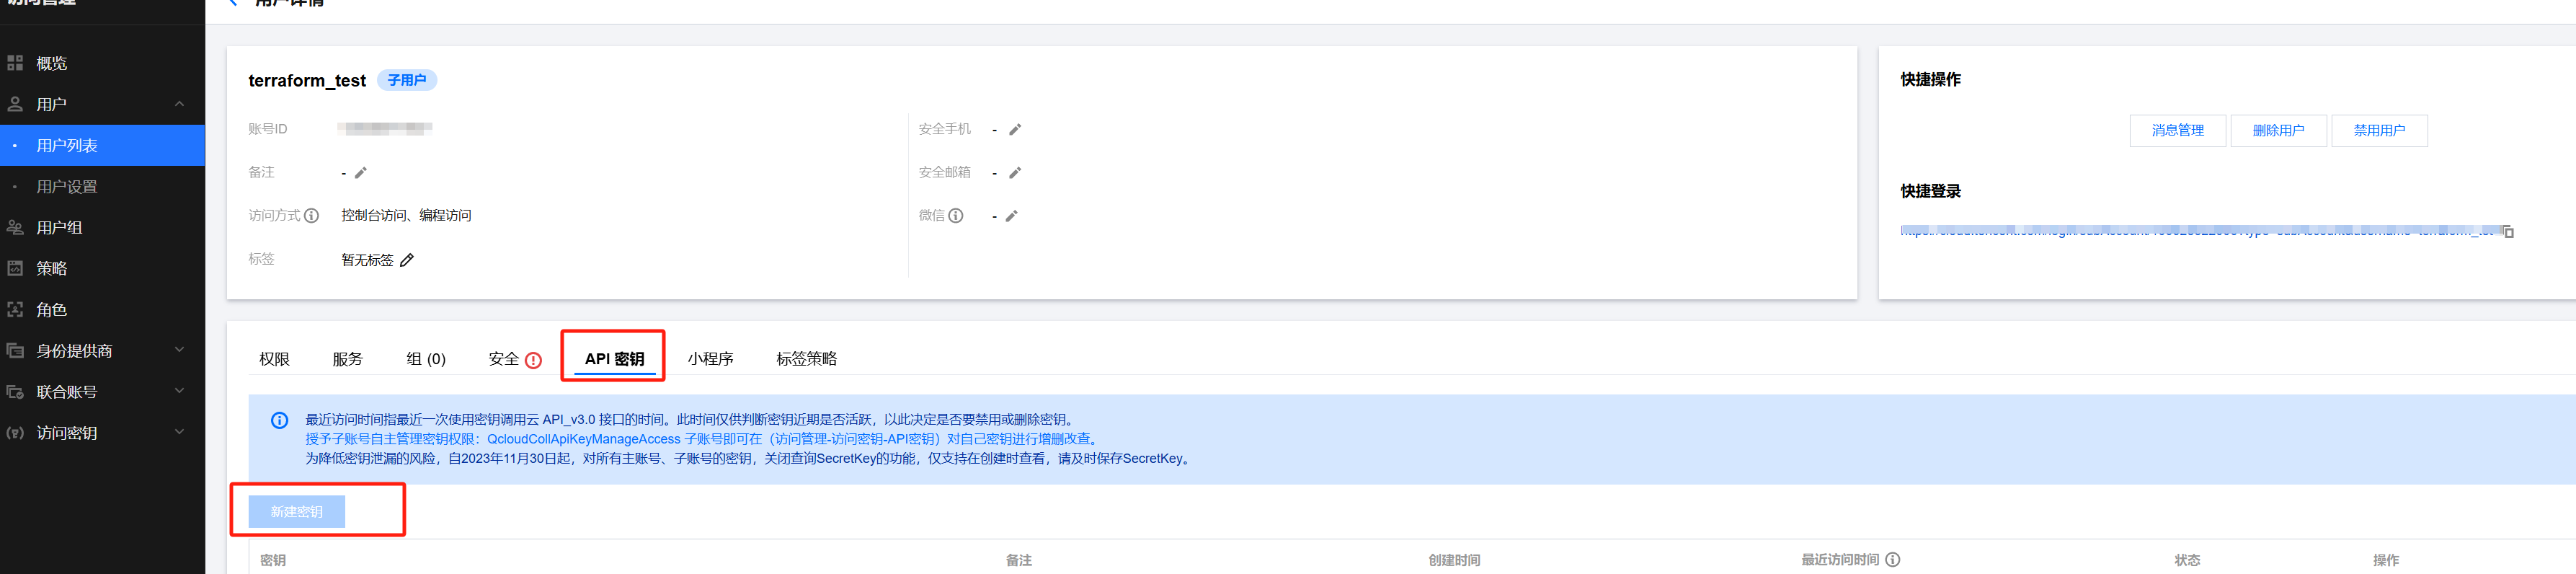 访问管理
用户详情
概览
用户
用户列表
用户设置
用户组
策略
角色
身份提供商
联合账号
访问密钥
terraform_test 子用户
账号ID
备注 -
访问方式 控制台访问、编程访问
标签 暂无标签
安全手机 -
安全邮箱 -
微信 -
快捷操作
消息管理 删除用户 禁用用户
快捷登录
权限 服务 组 (0) 安全 API 密钥 小程序 标签策略
最近访问时间指最近一次使用密钥调用云 API_v3.0 接口的时间。此时间仅供判断密钥近期是否活跃，以此决定是否要禁用或删除密钥。
授予子账号自主管理密钥权限：QcloudCollApiKeyManageAccess 子账号即可在（访问管理-访问密钥-API密钥）对自己密钥进行增删改查。
为降低密钥泄漏的风险，自2023年11月30日起，对所有主账号、子账号的密钥，关闭查询SecretKey的功能，仅支持在创建时查看，请及时保存SecretKey。
新建密钥
密钥 备注 创建时间 最近访问时间 状态 操作